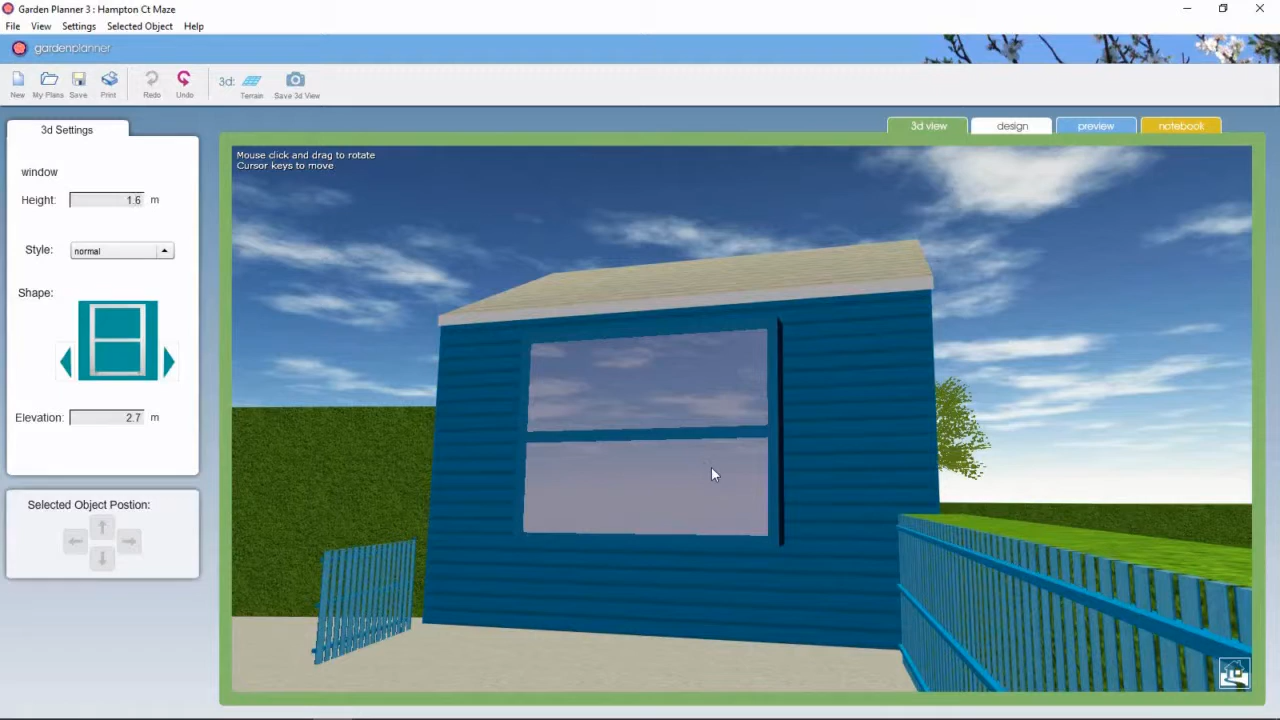 Garden Planner 3 : Hampton Ct Maze
File View Settings Selected Object Help
gardenplanner
New My Plans Save Print Redo Undo 3d: Terrain Save 3d View
3d Settings
3d view design preview notebook
Mouse click and drag to rotate
Cursor keys to move
window
Height: 1.6 m
Style: normal
Shape:
Elevation: 2.7 m
Selected Object Postion: